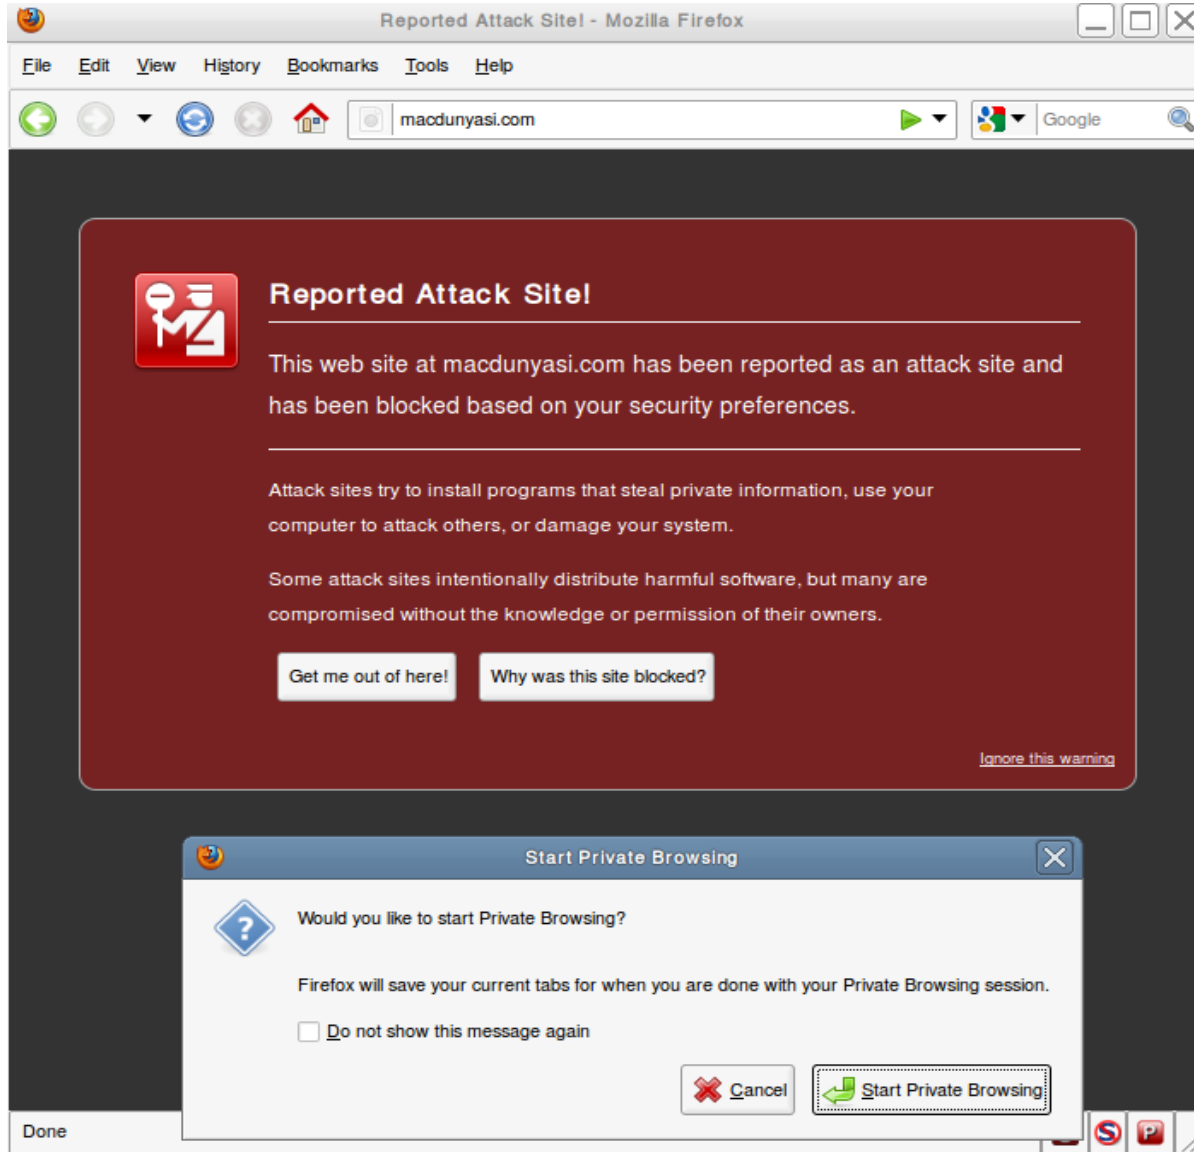 Reported Attack Site! - Mozilla Firefox
File Edit View History Bookmarks Tools Help
macdunyasi.com Google
Reported Attack Site!
This web site at macdunyasi.com has been reported as an attack site and
has been blocked based on your security preferences.
Attack sites try to install programs that steal private information, use your
computer to attack others, or damage your system.
Some attack sites intentionally distribute harmful software, but many are
compromised without the knowledge or permission of their owners.
Get me out of here! Why was this site blocked?
Ignore this warning
Start Private Browsing
Would you like to start Private Browsing?
Firefox will save your current tabs for when you are done with your Private Browsing session.
Do not show this message again
Cancel Start Private Browsing
Done